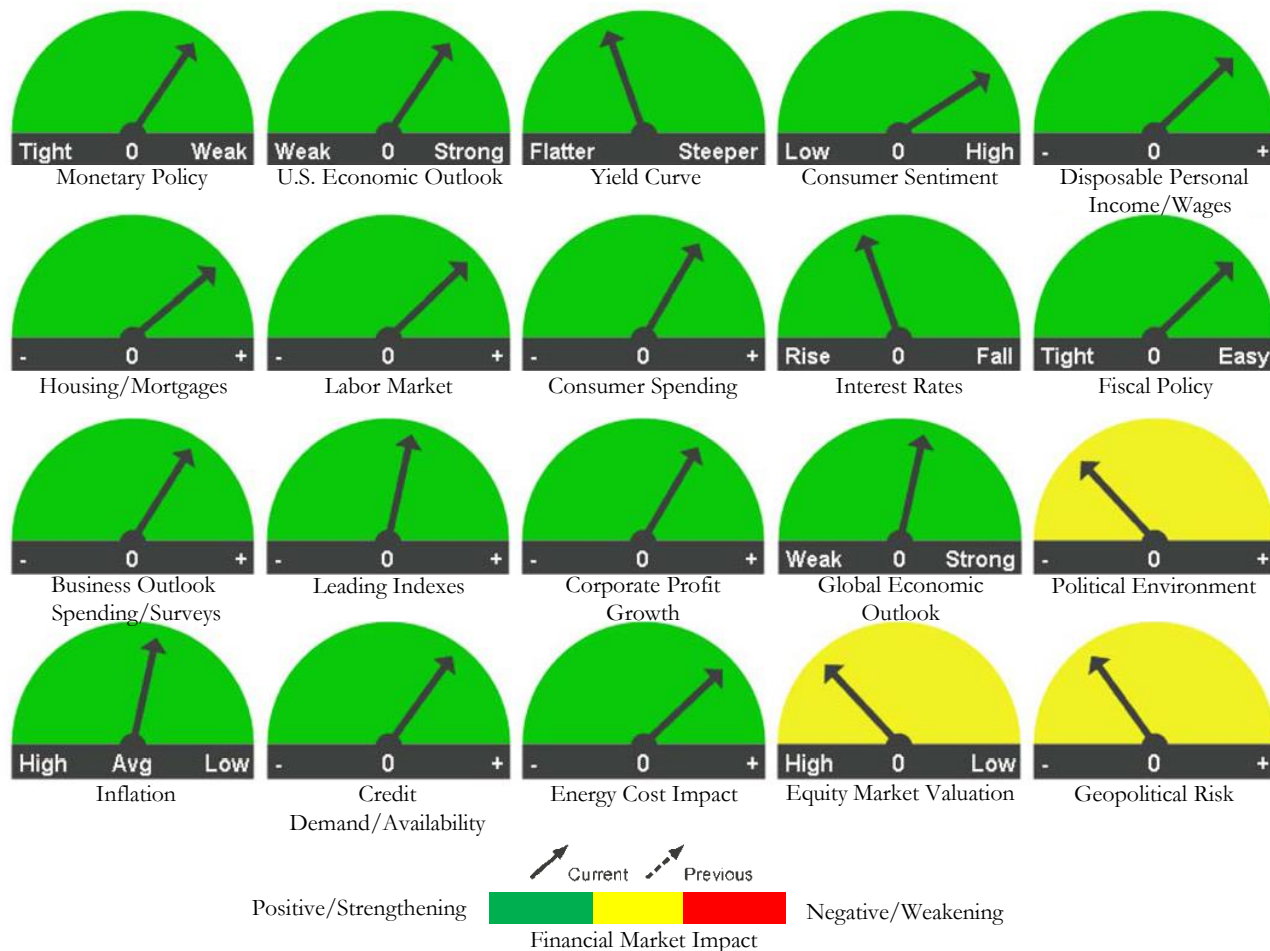 Tight 0 Weak
Weak 0 Strong
Flatter Steeper
Low 0 High
- 0 +
Monetary Policy
U.S. Economic Outlook
Yield Curve
Consumer Sentiment
Disposable Personal
Income/Wages
- 0 +
- 0 +
- 0 +
Rise 0 Fall
Tight 0 Easy
Housing/Mortgages
Labor Market
Consumer Spending
Interest Rates
Fiscal Policy
- 0 +
- 0 +
- 0 +
Weak 0 Strong
- 0 +
Business Outlook
Spending/Surveys
Leading Indexes
Corporate Profit
Growth
Global Economic
Outlook
Political Environment
High Avg Low
- 0 +
- 0 +
High 0 Low
- 0 +
Inflation
Credit
Demand/Availability
Energy Cost Impact
Equity Market Valuation
Geopolitical Risk
Current Previous
Positive/Strengthening
Negative/Weakening
Financial Market Impact